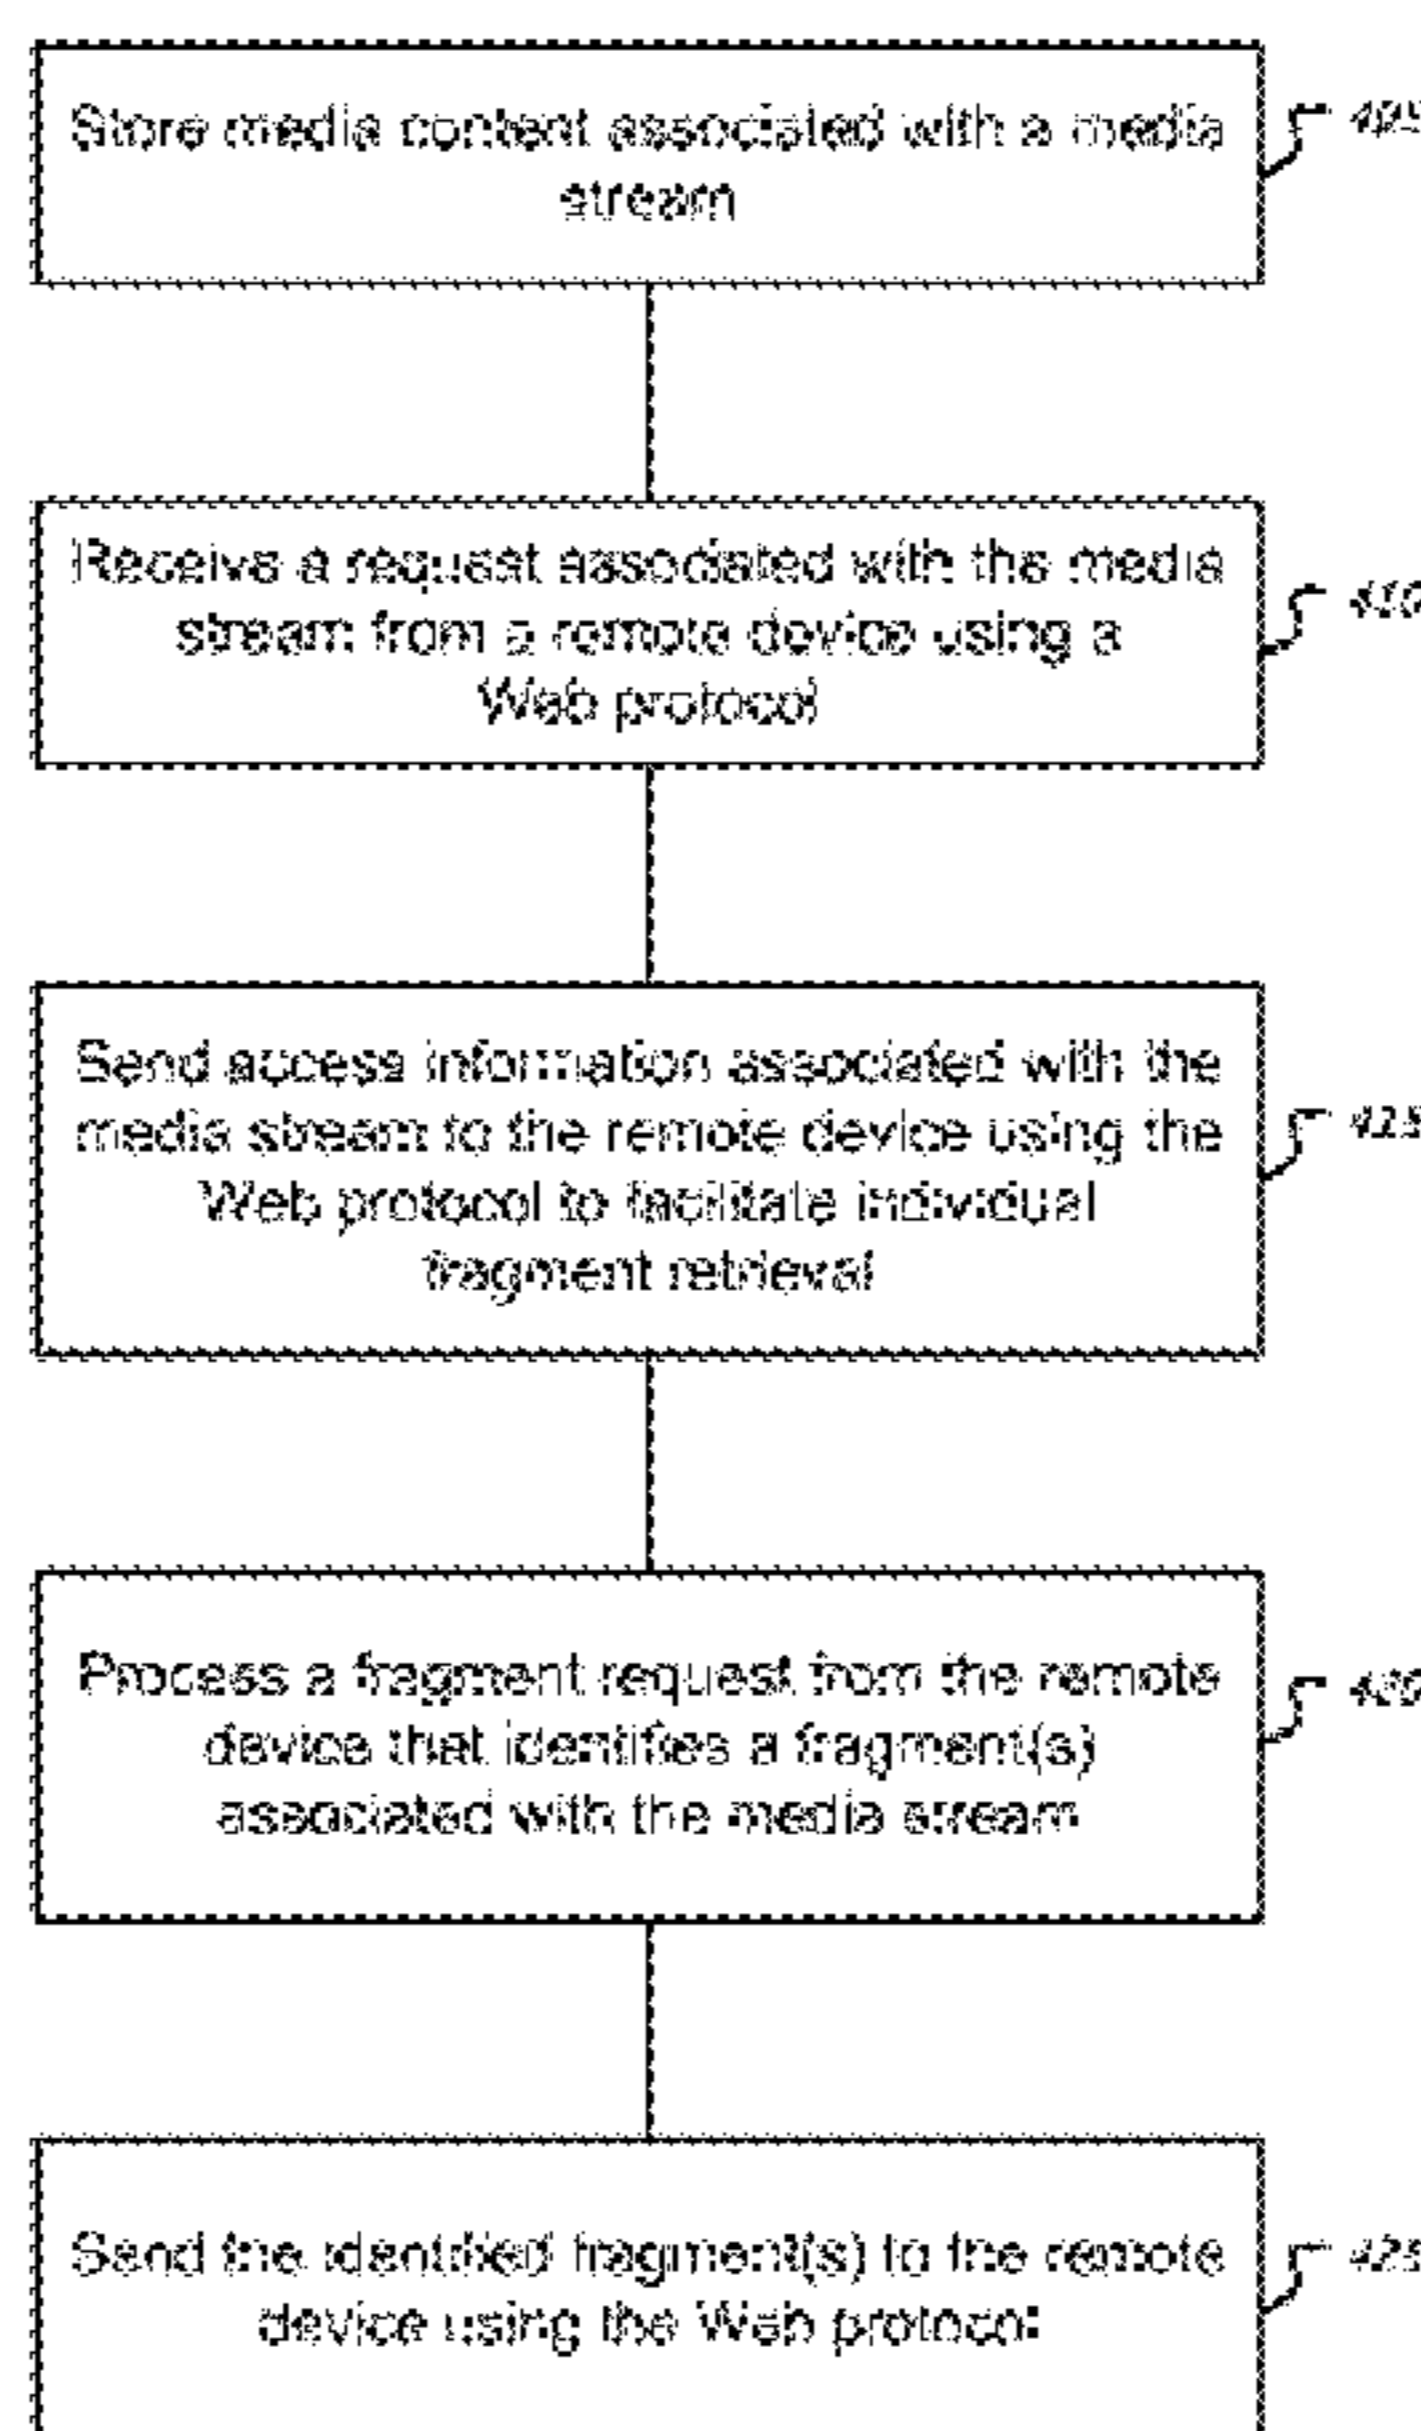 Store media content associated with a media
stream
Receive a request associated with the media
stream from a remote device using a
Web protocol
410
Send access information associated with the
media stream to the remote device using the
Web protocol to facilitate individual
fragment retrieval
Process a fragment request from the remote
device that identifies a fragment(s)
associated with the media stream
Send the identified fragment(s) to the remote
device using the Web protocol